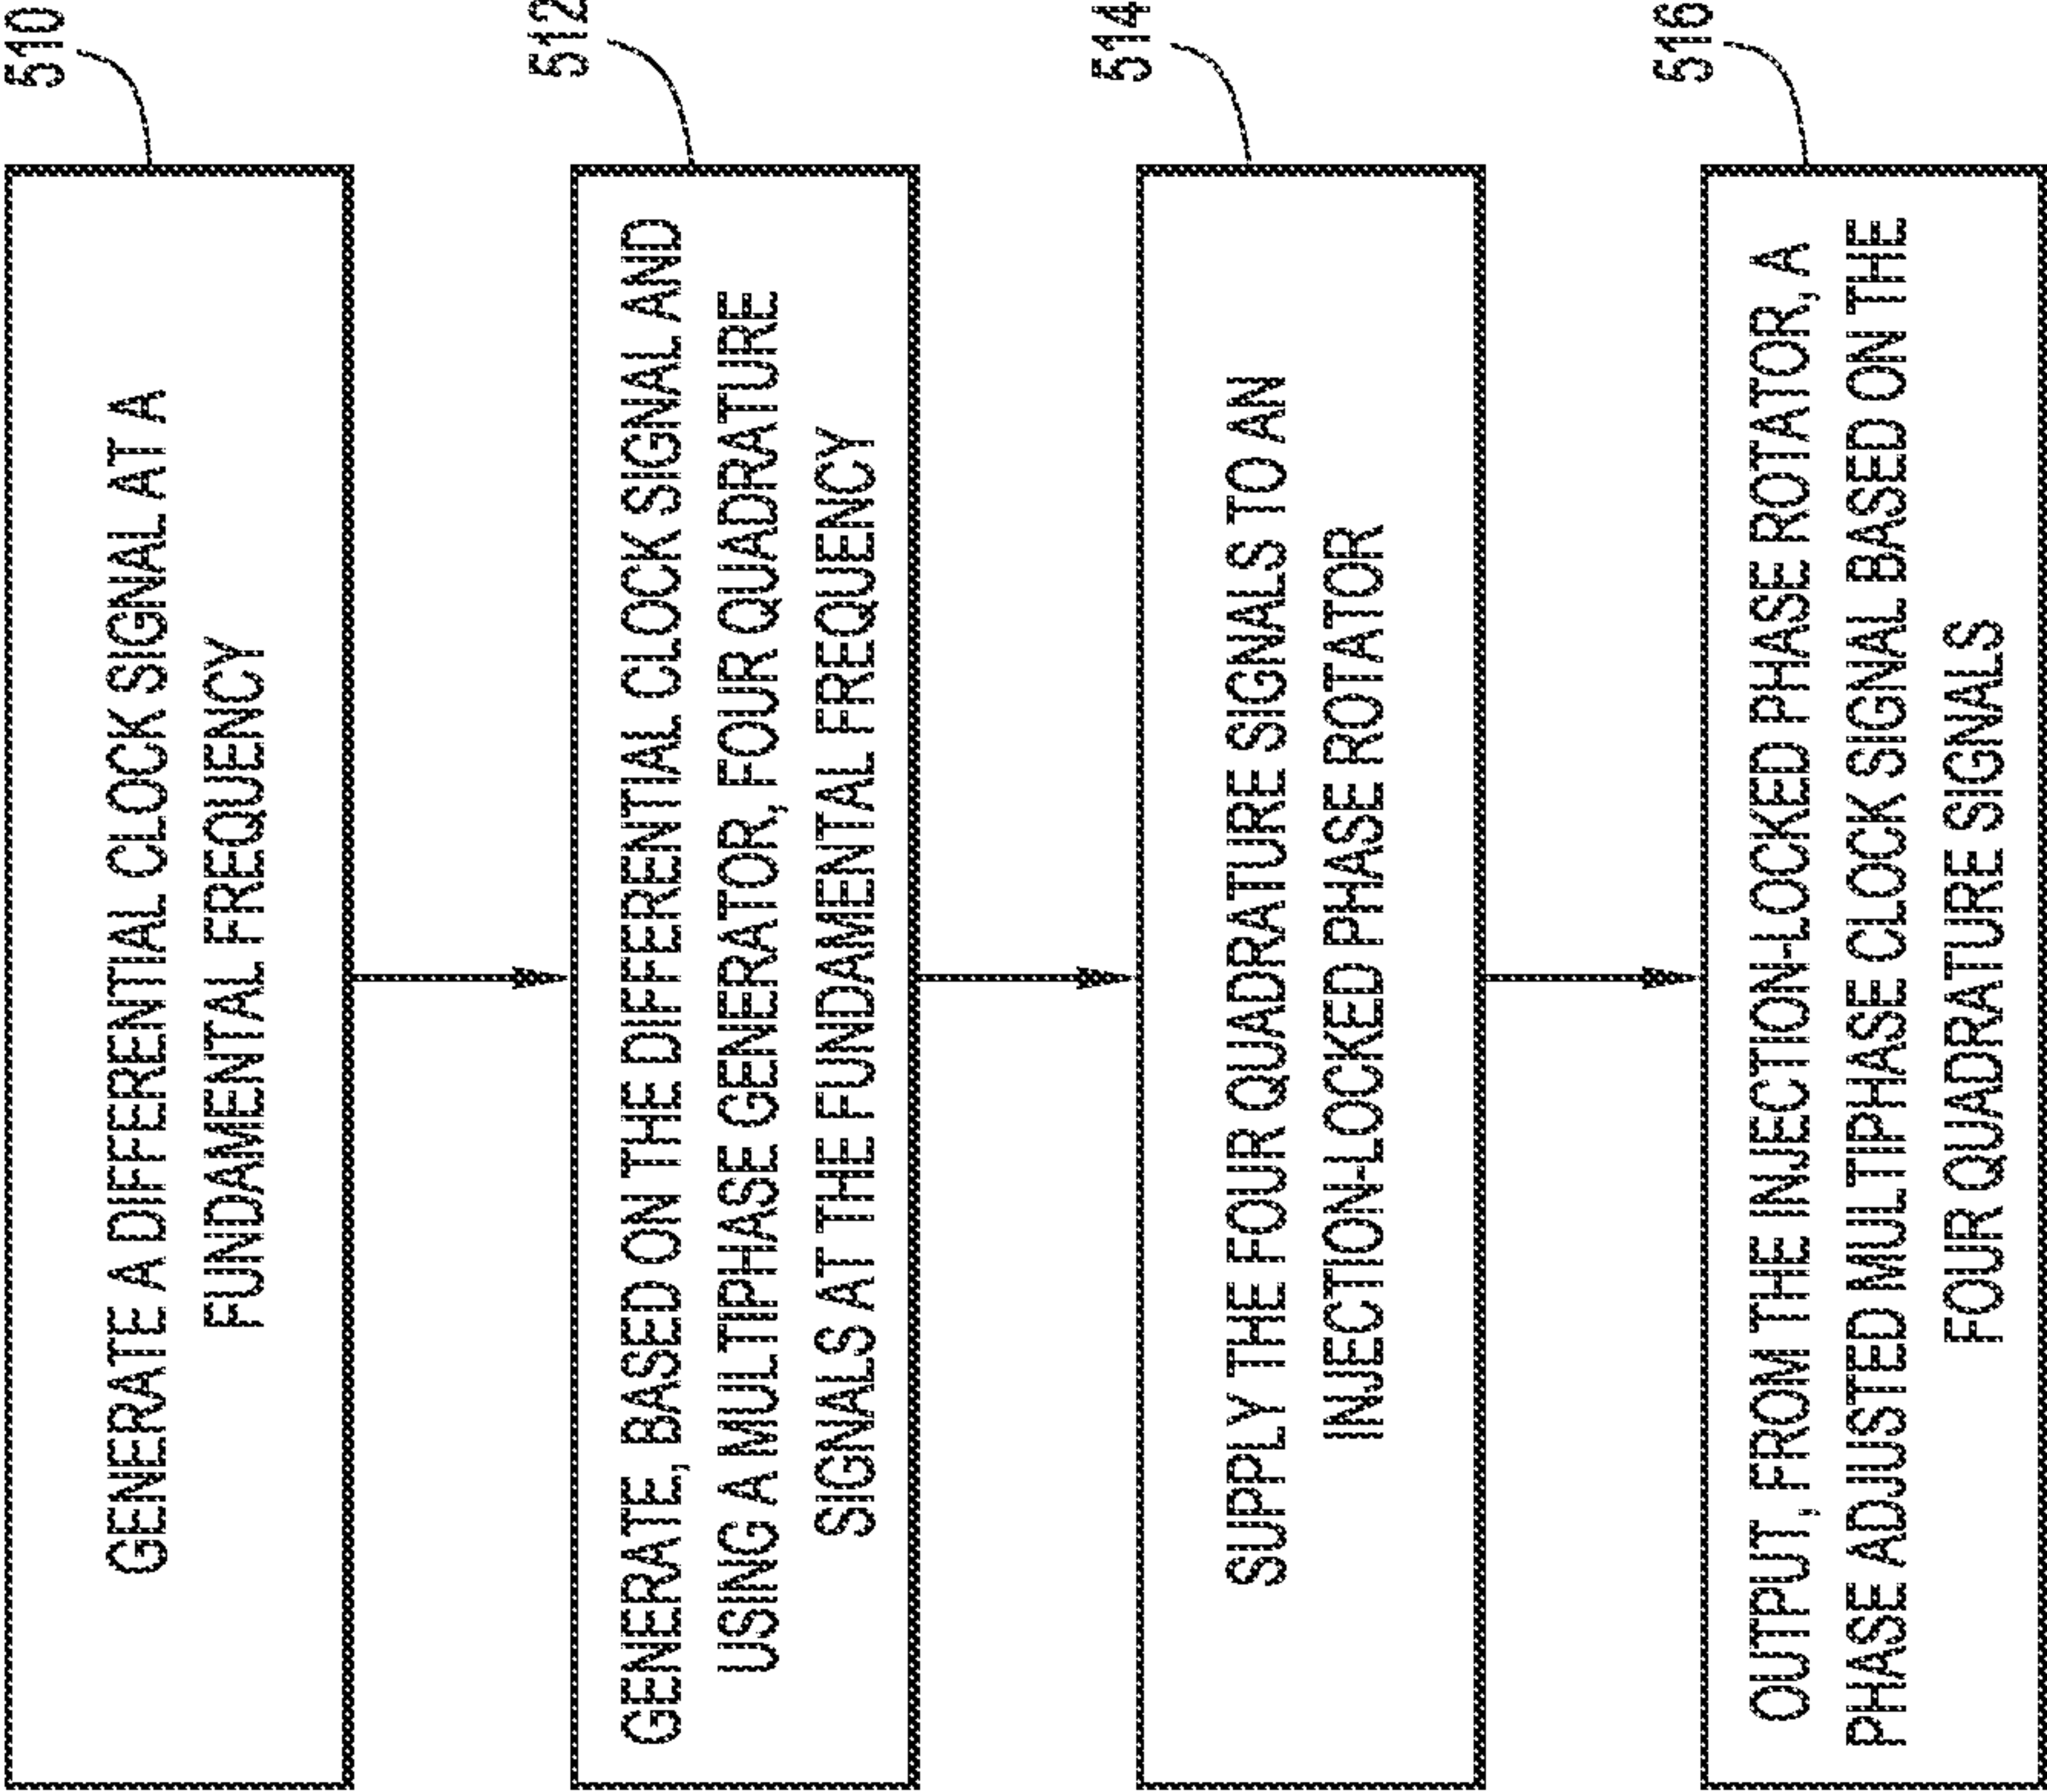 510
GENERATE A DIFFERENTIAL CLOCK SIGNAL AT A
FUNDAMENTAL FREQUENCY
512
GENERATE, BASED ON THE DIFFERENTIAL CLOCK SIGNAL AND
USING A MULTIPHASE GENERATOR, FOUR QUADRATURE
SIGNALS AT THE FUNDAMENTAL FREQUENCY
514
SUPPLY THE FOUR QUADRATURE SIGNALS TO AN
INJECTION-LOCKED PHASE ROTATOR
516
OUTPUT, FROM THE INJECTION-LOCKED PHASE ROTATOR, A
PHASE ADJUSTED MULTIPHASE CLOCK SIGNAL BASED ON THE
FOUR QUADRATURE SIGNALS